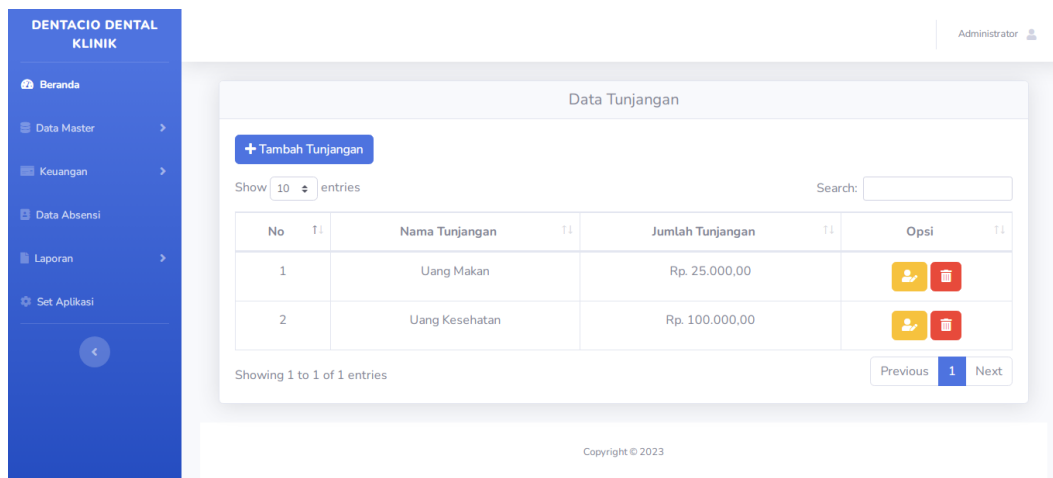 DENTACIO DENTAL
KLINIK
Administrator
Beranda
Data Master
Keuangan
Data Absensi
Laporan
Set Aplikasi
Data Tunjangan
Tambah Tunjangan
Show 10 entries Search:
No Nama Tunjangan Jumlah Tunjangan Opsi
1 Uang Makan Rp. 25.000,00
2 Uang Kesehatan Rp. 100.000,00
Showing 1 to 1 of 1 entries Previous 1 Next
Copyright © 2023